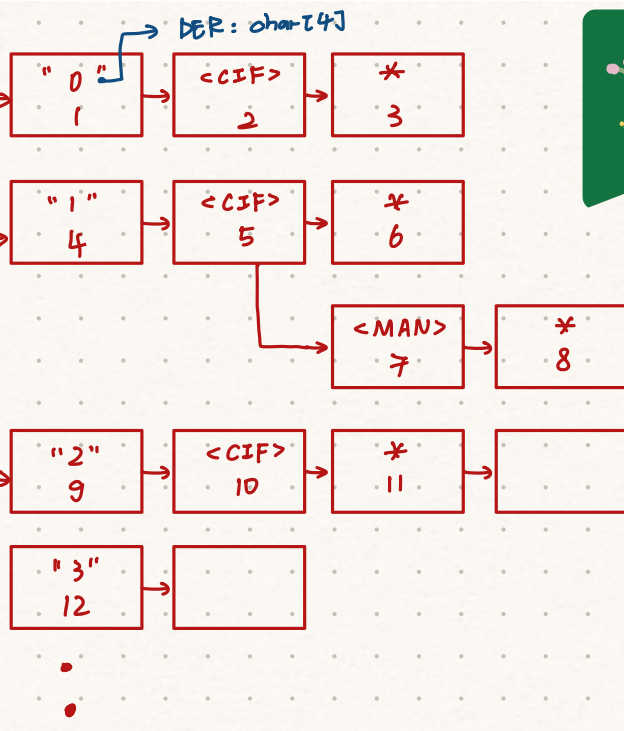 DER: char[4]
"0" <CIF> *
1 2 3
"1" <CIF> *
4 5 6
<MAN> *
7 8
"2" <CIF> *
9 10 11
"3"
12